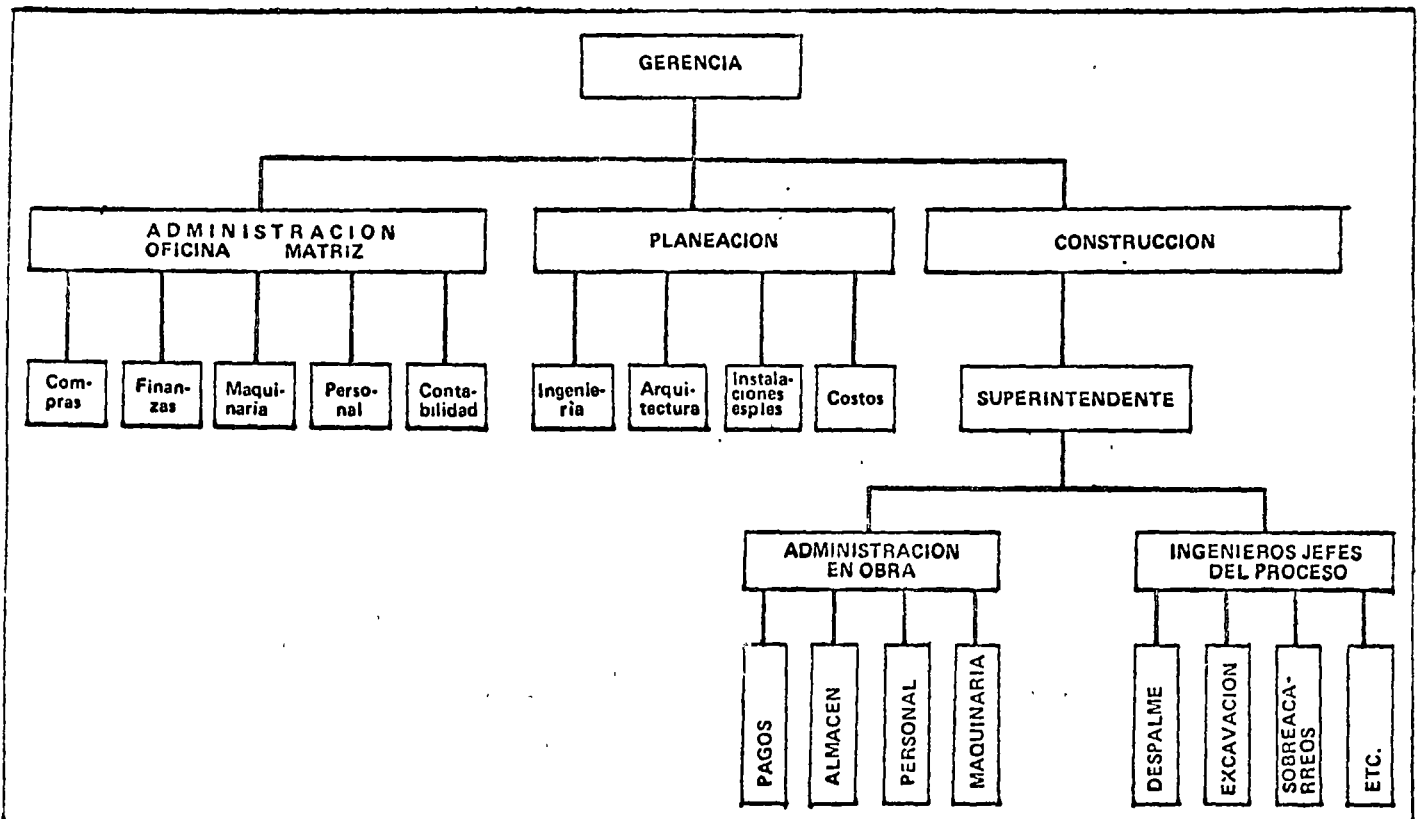 GERENCIA
ADMINISTRACION
OFICINA MATRIZ
PLANEACION
CONSTRUCCION
Com-
pras
Finan-
zas
Maqui-
naria
Perso-
nal
Conta-
bilidad
Ingenie-
ría
Arqui-
tectura
Instala-
ciones
esples
Costos
SUPERINTENDENTE
ADMINISTRACION
EN OBRA
INGENIEROS JEFES
DEL PROCESO
PAGOS
ALMACEN
PERSONAL
MAQUINARIA
DESPALME
EXCAVACION
SOBREACA-
RREOS
ETC.